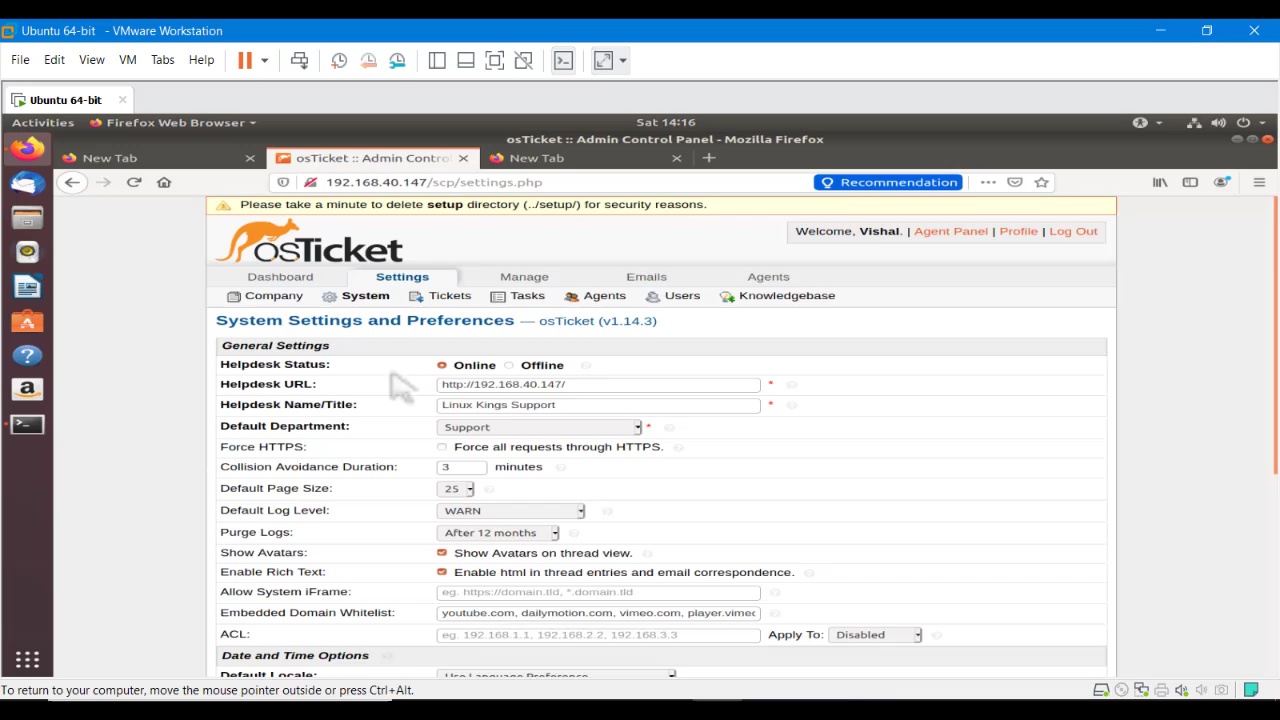 Ubuntu 64-bit - VMware Workstation
File Edit View VM Tabs Help
Ubuntu 64-bit
Activities Firefox Web Browser Sat 14:16
osTicket :: Admin Control Panel - Mozilla Firefox
New Tab osTicket :: Admin Contro New Tab
192.168.40.147/scp/settings.php Recommendation
Please take a minute to delete setup directory (../setup/) for security reasons.
osTicket
Welcome, Vishal. | Agent Panel | Profile | Log Out
Dashboard Settings Manage Emails Agents
Company System Tickets Tasks Agents Users Knowledgebase
System Settings and Preferences — osTicket (v1.14.3)
General Settings
Helpdesk Status: Online Offline
Helpdesk URL: http://192.168.40.147/ *
Helpdesk Name/Title: Linux Kings Support *
Default Department: Support *
Force HTTPS: Force all requests through HTTPS.
Collision Avoidance Duration: 3 minutes
Default Page Size: 25
Default Log Level: WARN
Purge Logs: After 12 months
Show Avatars: Show Avatars on thread view.
Enable Rich Text: Enable html in thread entries and email correspondence.
Allow System iFrame: eg. https://domain.tld, *.domain.tld
Embedded Domain Whitelist: youtube.com, dailymotion.com, vimeo.com, player.vimec
ACL: eg. 192.168.1.1, 192.168.2.2, 192.168.3.3 Apply To: Disabled
Date and Time Options
Default Locale: Use Language Preference
To return to your computer, move the mouse pointer outside or press Ctrl+Alt.